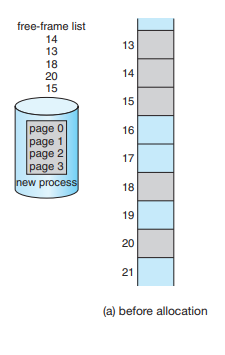 free-frame list
14
13
18
20
15
page 0
page 1
page 2
page 3
new process
13
14
15
16
17
18
19
20
21
(a) before allocation